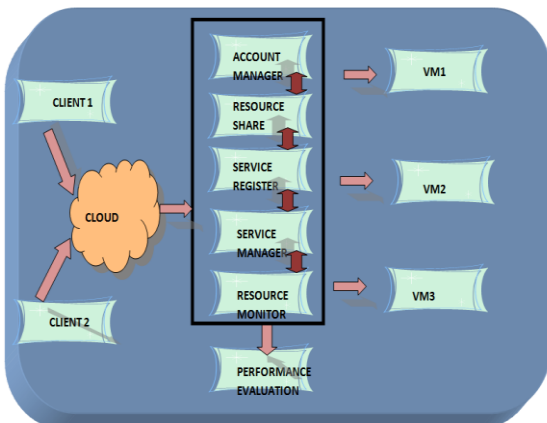 CLIENT 1
CLIENT 2
CLOUD
ACCOUNT
MANAGER
RESOURCE
SHARE
SERVICE
REGISTER
SERVICE
MANAGER
RESOURCE
MONITOR
PERFORMANCE
EVALUATION
VM1
VM2
VM3